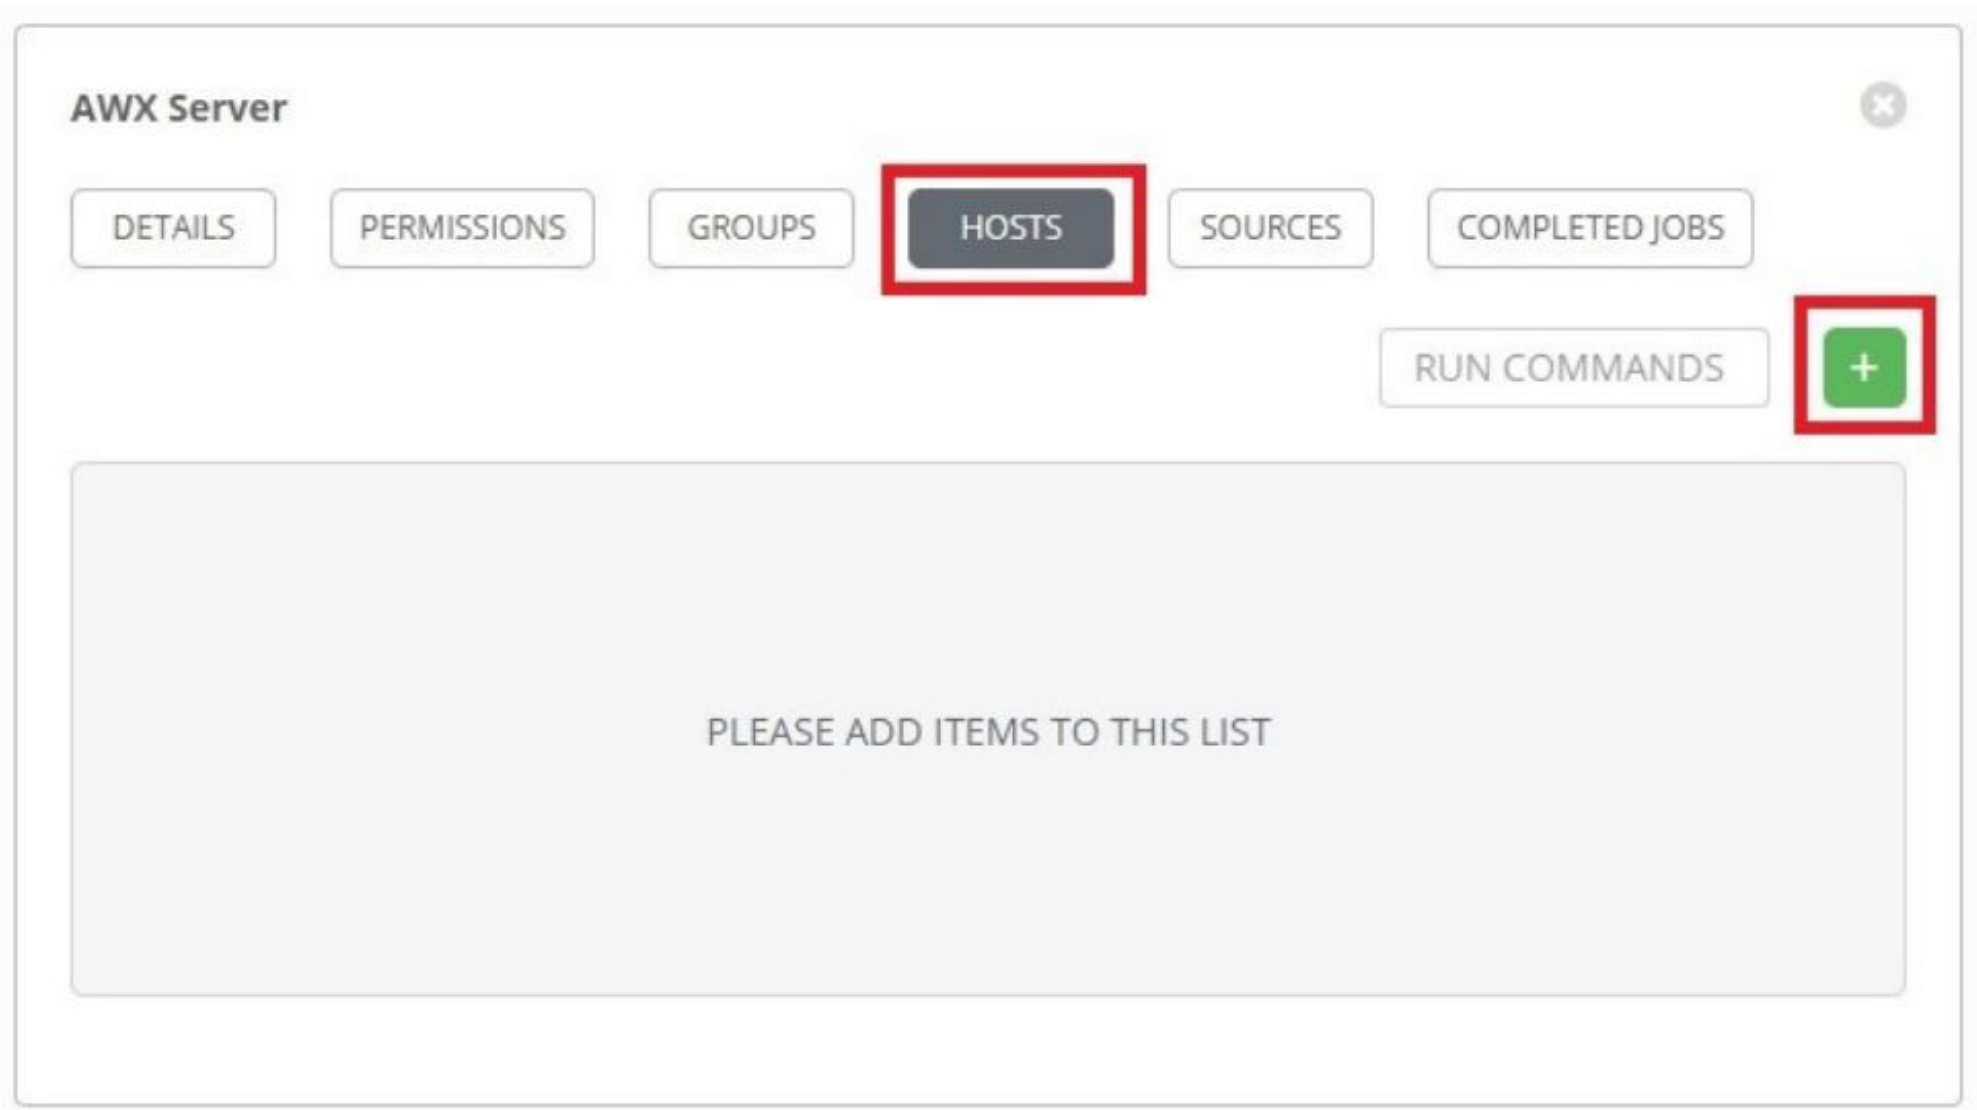 AWX Server
DETAILS PERMISSIONS GROUPS HOSTS SOURCES COMPLETED JOBS
RUN COMMANDS +
PLEASE ADD ITEMS TO THIS LIST